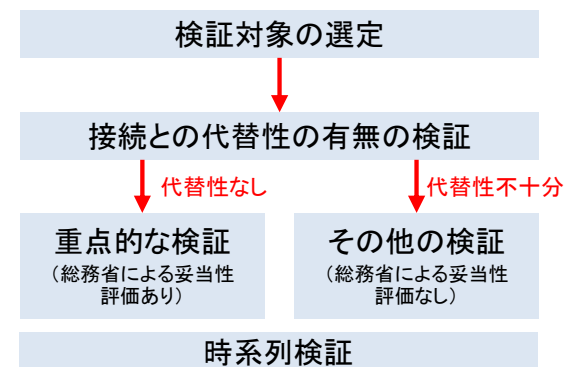 検証対象の選定
接続との代替性の有無の検証
代替性なし
代替性不十分
重点的な検証
（総務省による妥当性
評価あり）
その他の検証
（総務省による妥当性
評価なし）
時系列検証